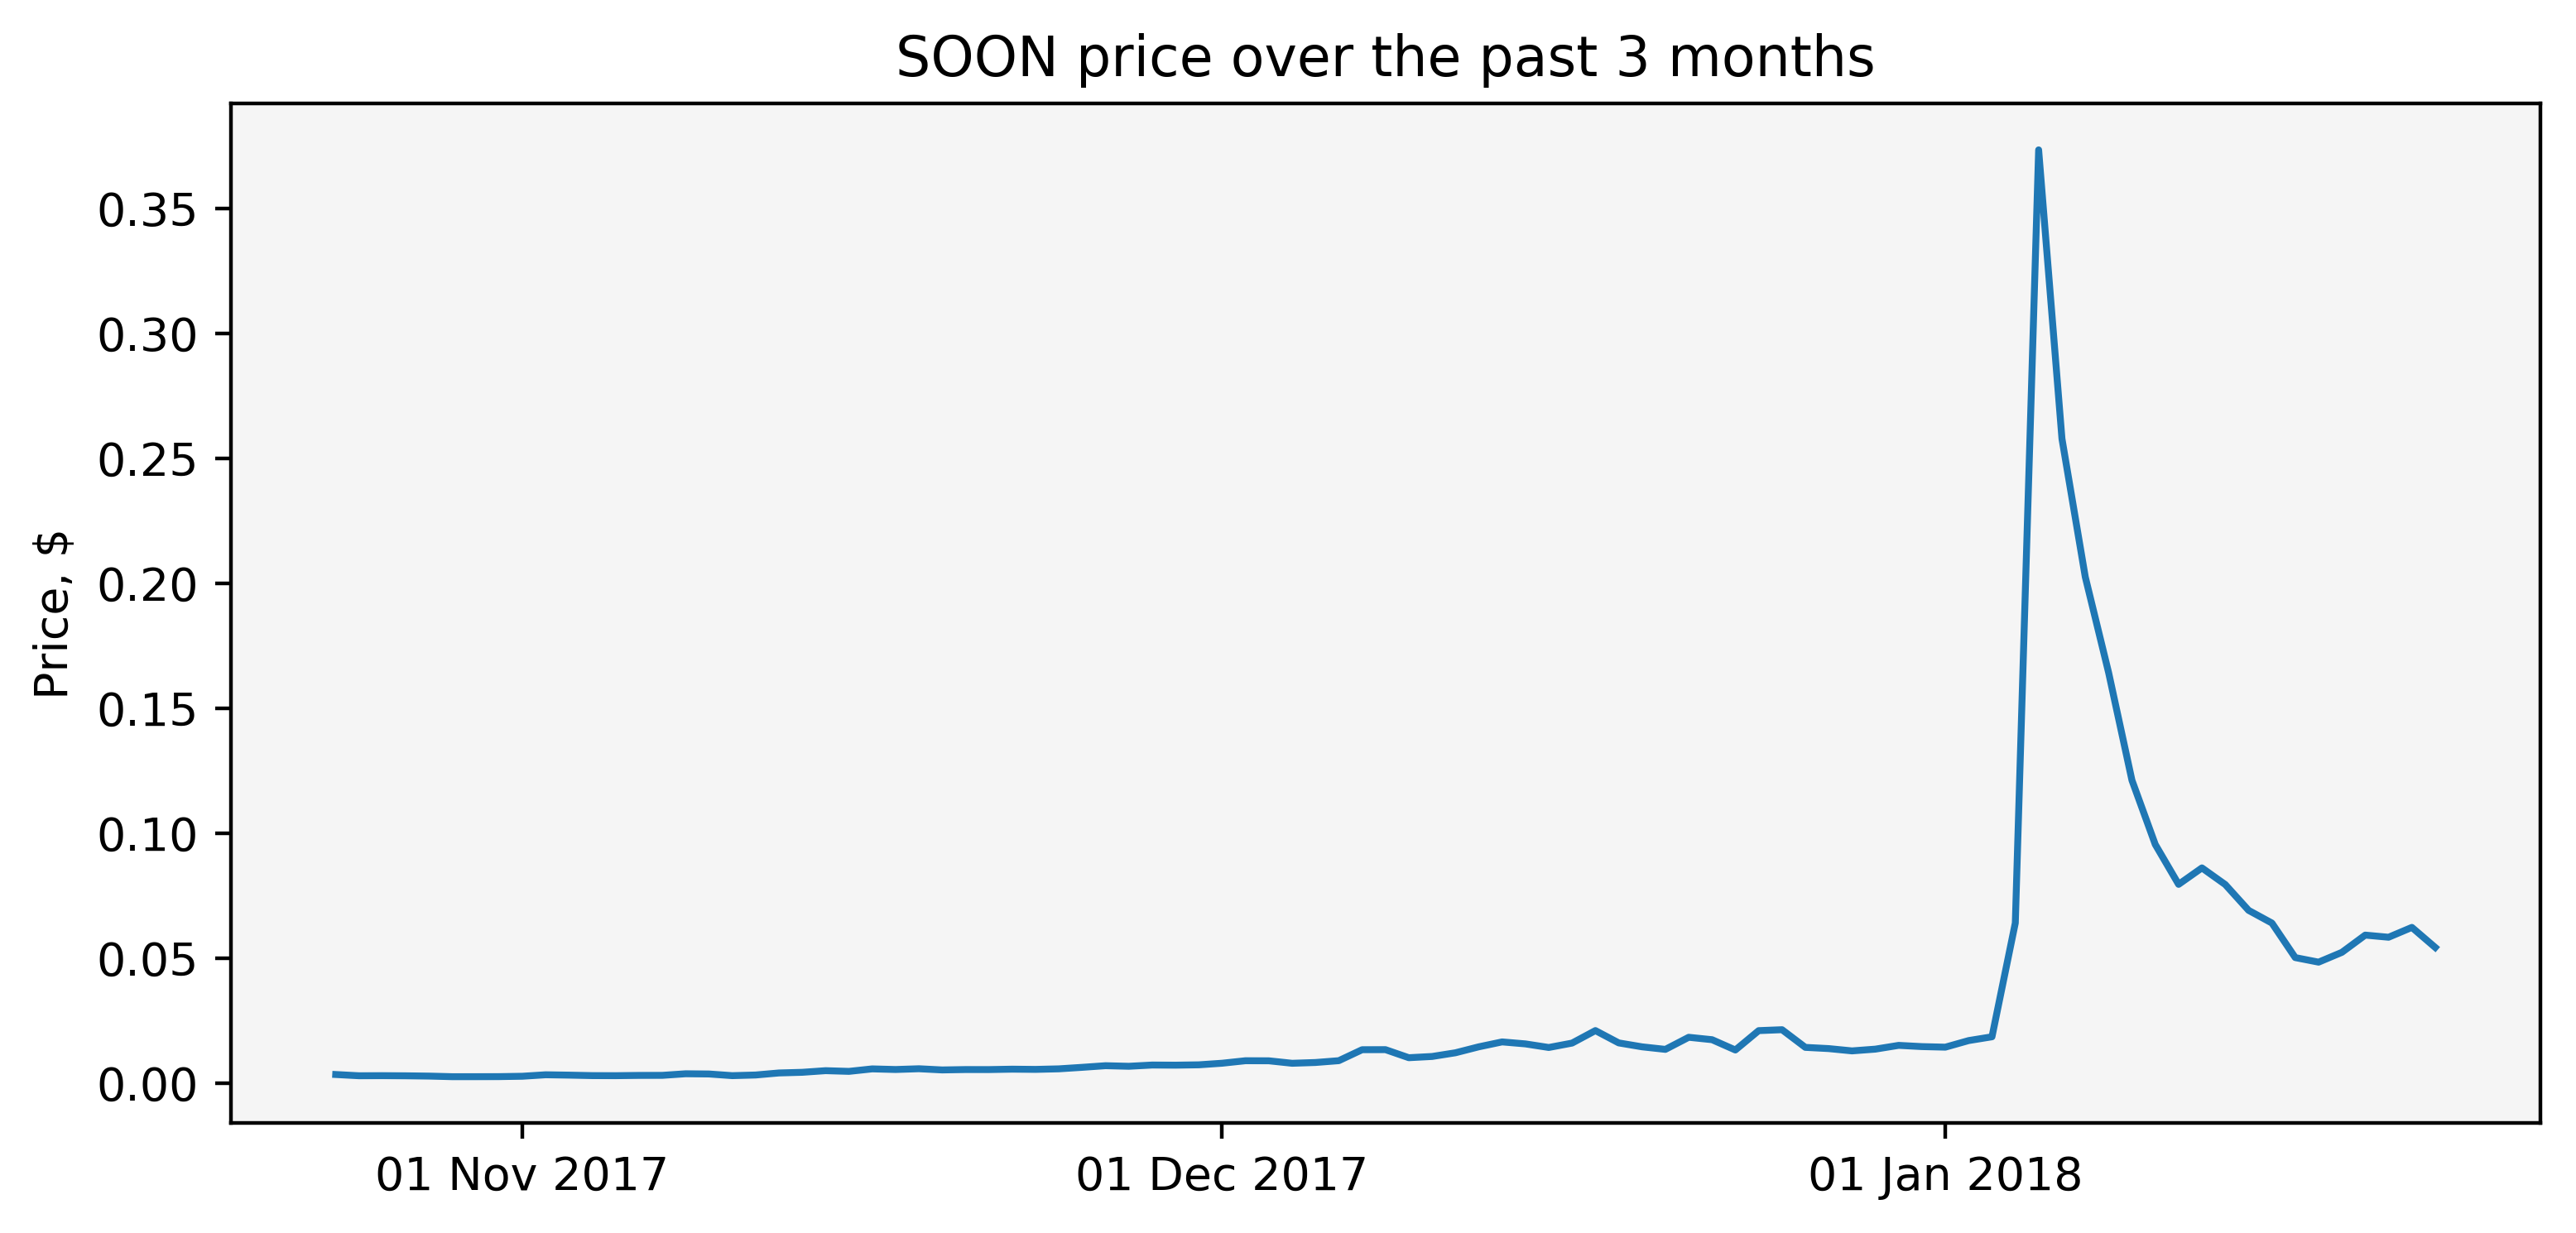 SOON price over the past 3 months
Price, $
0.35
0.30
0.25
0.20
0.15
0.10
0.05
0.00
01 Nov 2017
01 Dec 2017
01 Jan 2018